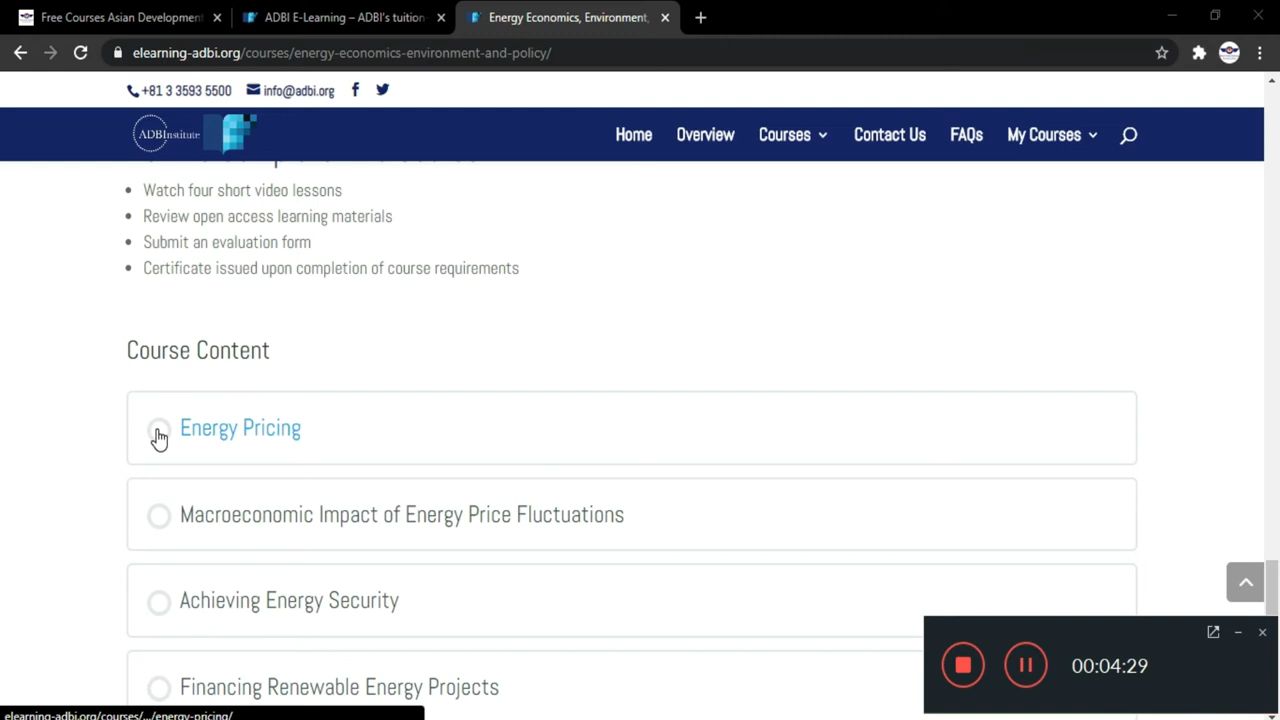 Free Courses Asian Development
ADBI E-Learning – ADBI's tuition
Energy Economics, Environment,
elearning-adbi.org/courses/energy-economics-environment-and-policy/
+81 3 3593 5500
info@adbi.org
ADBInstitute
Home
Overview
Courses
Contact Us
FAQs
My Courses
Watch four short video lessons
Review open access learning materials
Submit an evaluation form
Certificate issued upon completion of course requirements
Course Content
Energy Pricing
Macroeconomic Impact of Energy Price Fluctuations
Achieving Energy Security
Financing Renewable Energy Projects
00:04:29
elearning-adbi.org/courses/.../energy-pricing/